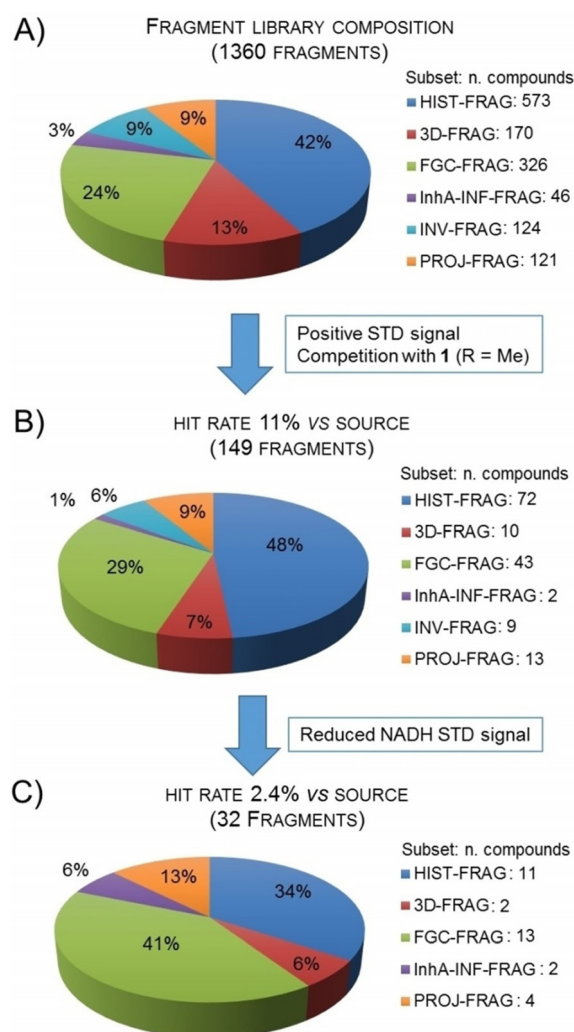 A)
FRAGMENT LIBRARY COMPOSITION
(1360 FRAGMENTS)
Subset: n. compounds
HIST-FRAG: 573
3D-FRAG: 170
FGC-FRAG: 326
InhA-INF-FRAG: 46
INV-FRAG: 124
PROJ-FRAG: 121
3%
9%
9%
42%
24%
13%
Positive STD signal
Competition with 1 (R = Me)
B)
HIT RATE 11% VS SOURCE
(149 FRAGMENTS)
Subset: n. compounds
HIST-FRAG: 72
3D-FRAG: 10
FGC-FRAG: 43
InhA-INF-FRAG: 2
INV-FRAG: 9
PROJ-FRAG: 13
1%
6%
9%
48%
29%
7%
Reduced NADH STD signal
C)
HIT RATE 2.4% VS SOURCE
(32 FRAGMENTS)
Subset: n. compounds
HIST-FRAG: 11
3D-FRAG: 2
FGC-FRAG: 13
InhA-INF-FRAG: 2
PROJ-FRAG: 4
6%
13%
34%
41%
6%